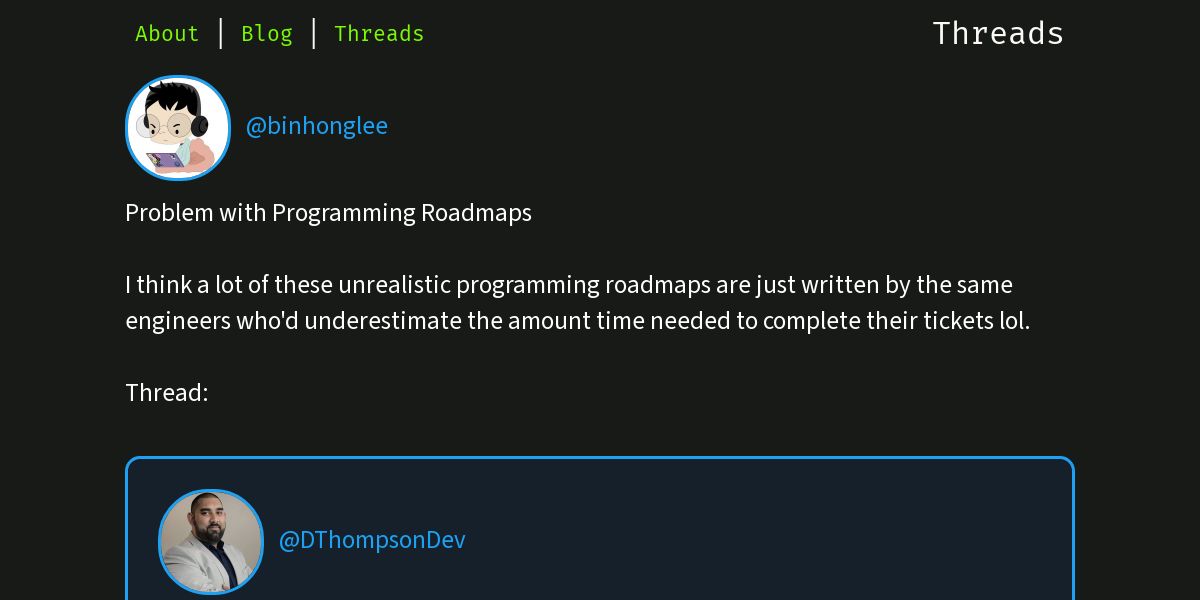 About | Blog | Threads
Threads
@binhonglee
Problem with Programming Roadmaps
I think a lot of these unrealistic programming roadmaps are just written by the same
engineers who'd underestimate the amount time needed to complete their tickets lol.
Thread:
@DThompsonDev